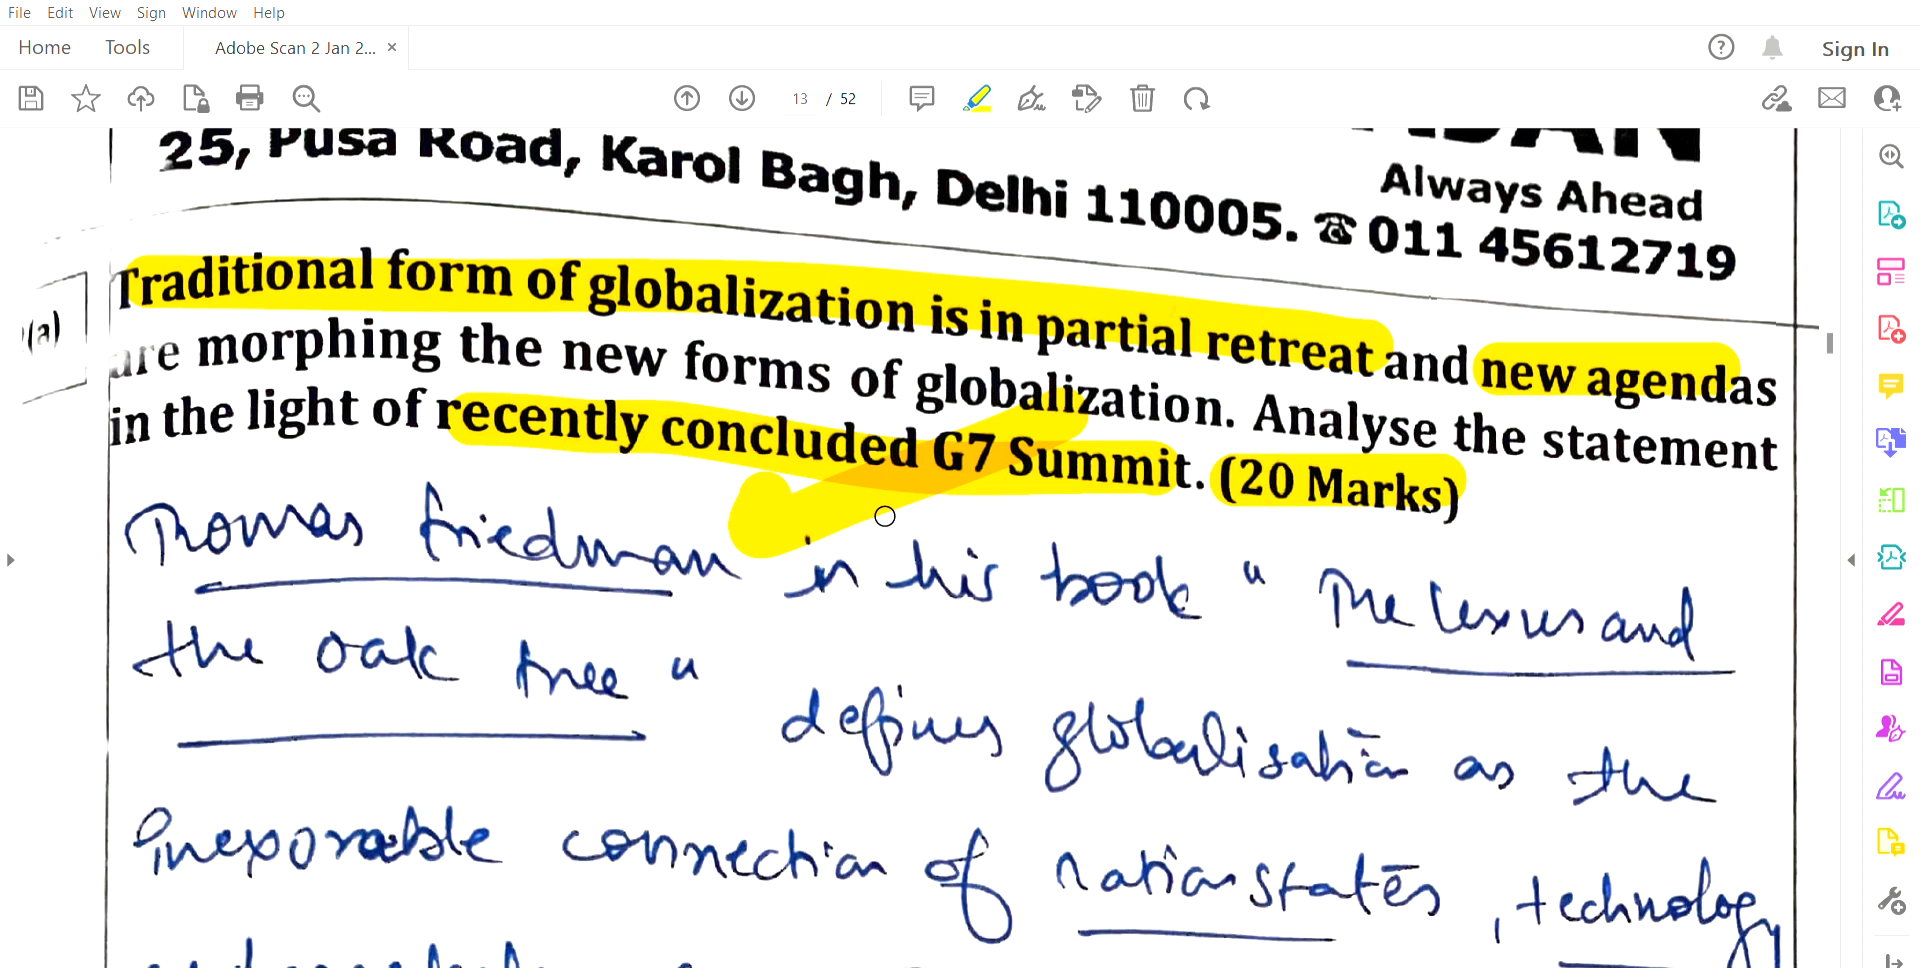 File Edit View Sign Window Help
Home Tools Adobe Scan 2 Jan 2... × ? Sign In
13 / 52
25, Pusa Road, Karol Bagh, Delhi 110005. ☎ 011 45612719
Always Ahead
(a)
Traditional form of globalization is in partial retreat and new agendas
are morphing the new forms of globalization. Analyse the statement
in the light of recently concluded G7 Summit. (20 Marks)
Thomas friedman in his book " The Lexus and
the oak tree " defines globalisation as the
inexorable connection of nation states, technology